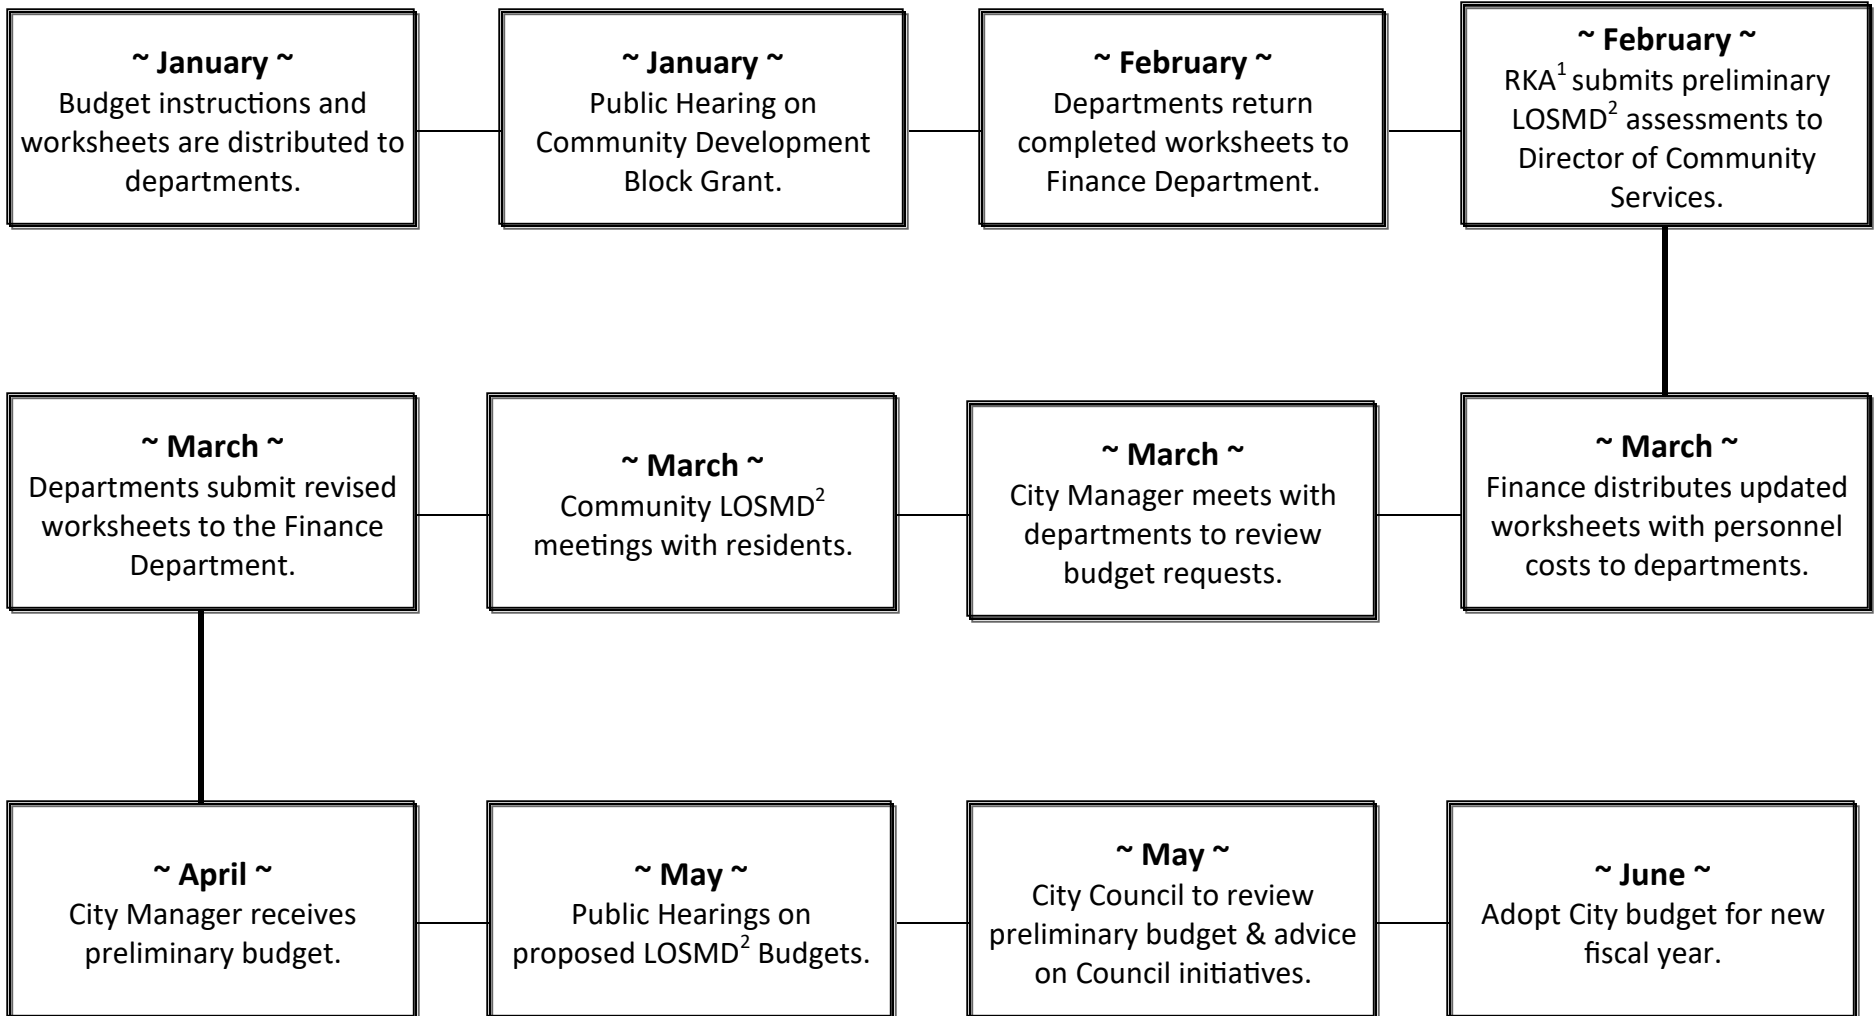 ~ January ~
Budget instructions and
worksheets are distributed to
departments.
~ January ~
Public Hearing on
Community Development
Block Grant.
~ February ~
Departments return
completed worksheets to
Finance Department.
~ February ~
RKA¹ submits preliminary
LOSMD² assessments to
Director of Community
Services.
~ March ~
Finance distributes updated
worksheets with personnel
costs to departments.
~ March ~
City Manager meets with
departments to review
budget requests.
~ March ~
Community LOSMD²
meetings with residents.
~ March ~
Departments submit revised
worksheets to the Finance
Department.
~ April ~
City Manager receives
preliminary budget.
~ May ~
Public Hearings on
proposed LOSMD² Budgets.
~ May ~
City Council to review
preliminary budget & advice
on Council initiatives.
~ June ~
Adopt City budget for new
fiscal year.